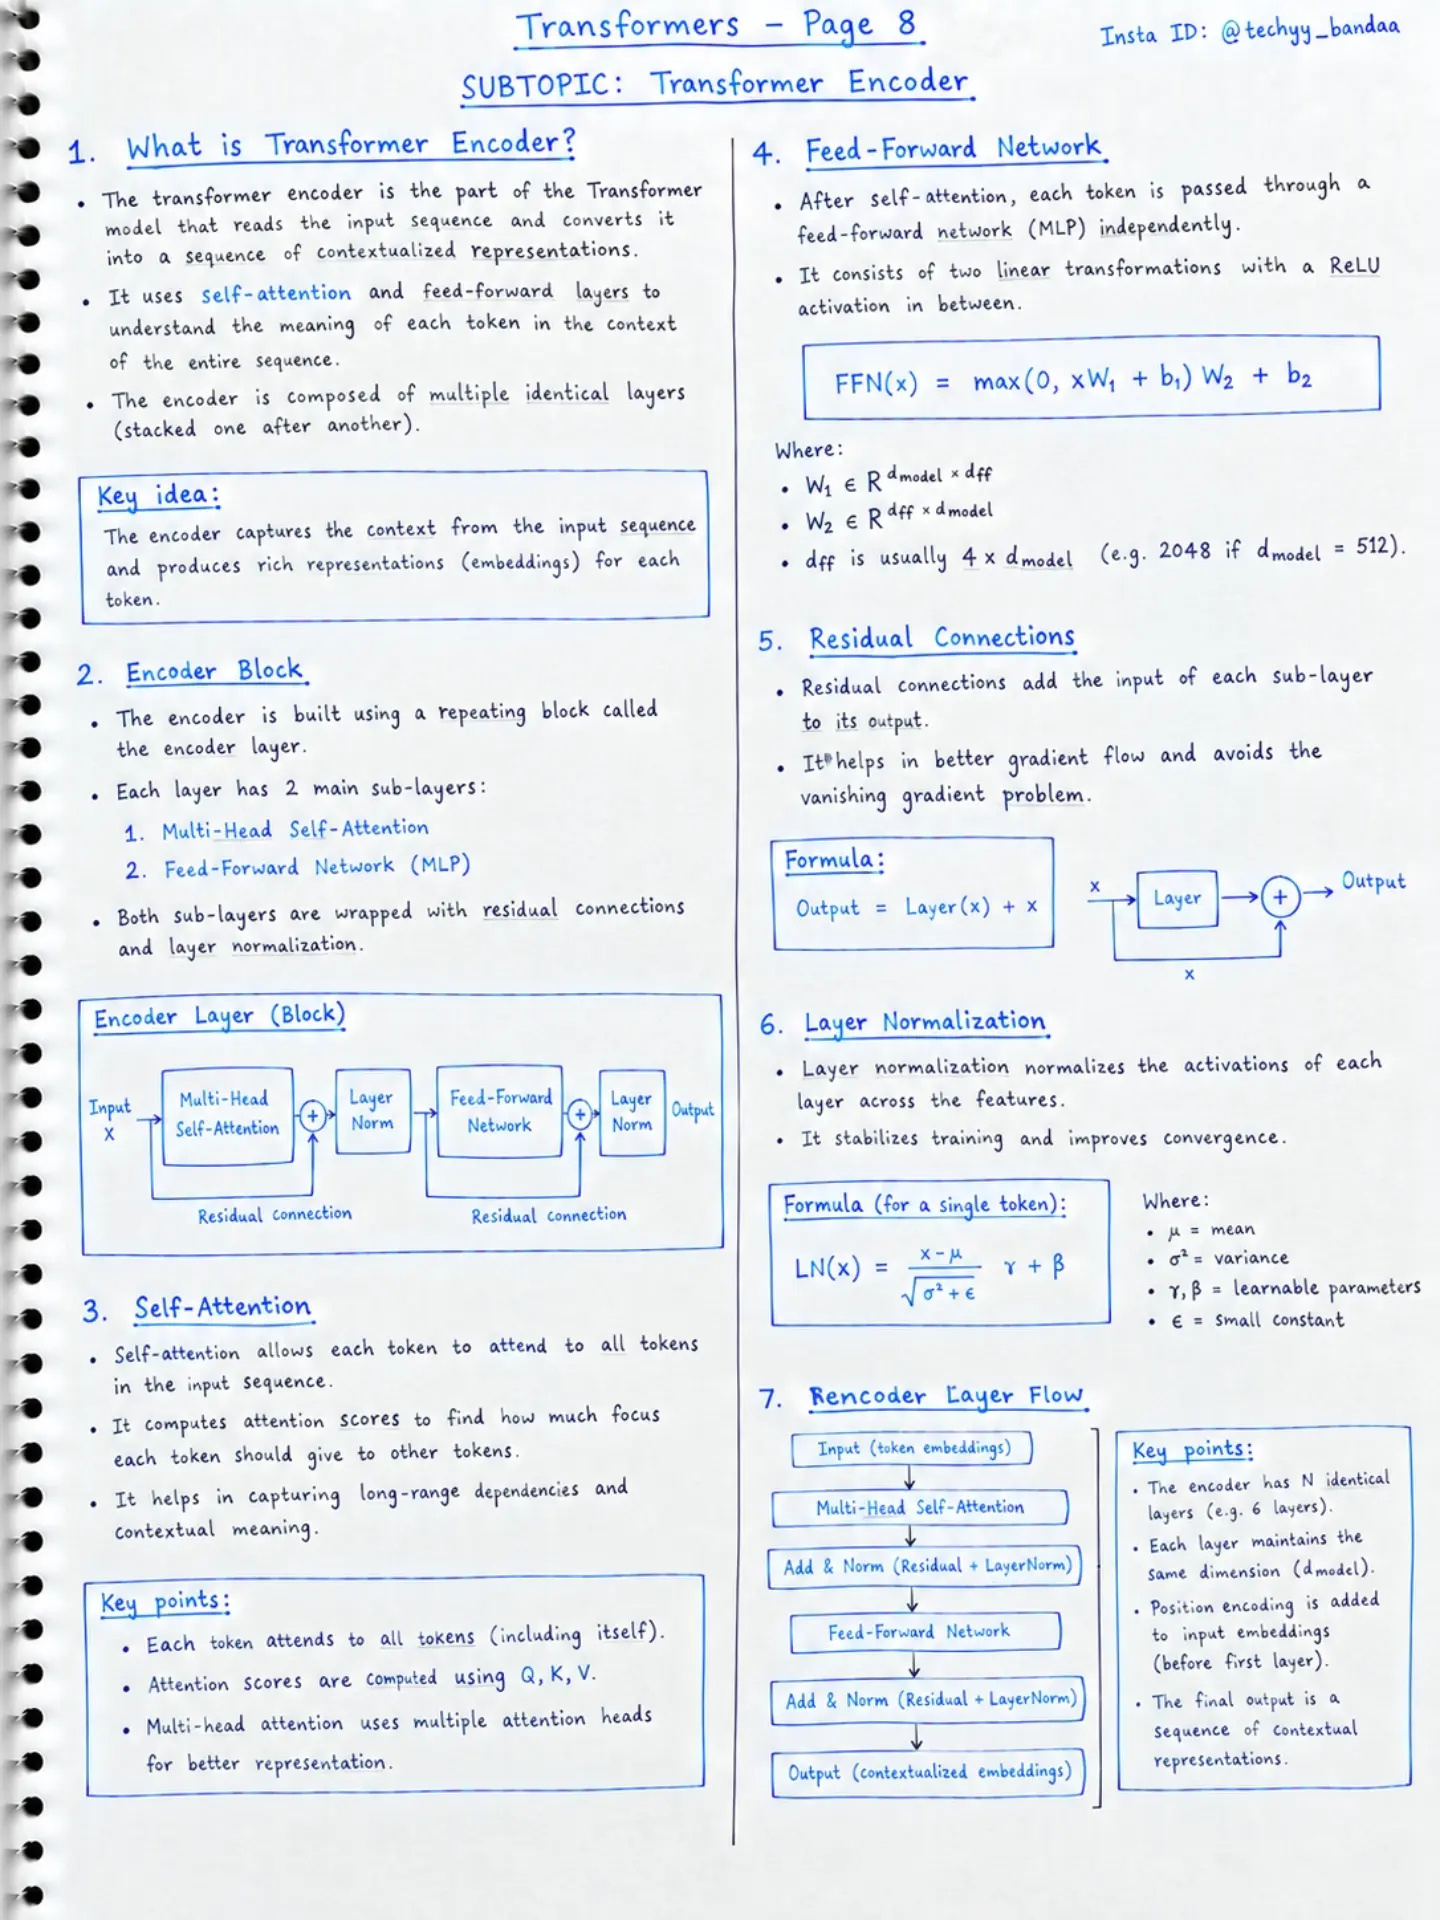 Transformers – Page 8
Insta ID: @techyy_bandaa
SUBTOPIC: Transformer Encoder
1. What is Transformer Encoder?
• The transformer encoder is the part of the Transformer
model that reads the input sequence and converts it
into a sequence of contextualized representations.
• It uses self-attention and feed-forward layers to
understand the meaning of each token in the context
of the entire sequence.
• The encoder is composed of multiple identical layers
(stacked one after another).
Key idea:
The encoder captures the context from the input sequence
and produces rich representations (embeddings) for each
token.
2. Encoder Block
• The encoder is built using a repeating block called
the encoder layer.
• Each layer has 2 main sub-layers:
1. Multi-Head Self-Attention
2. Feed-Forward Network (MLP)
• Both sub-layers are wrapped with residual connections
and layer normalization.
Encoder Layer (Block)
Input
X
Multi-Head
Self-Attention
+
Layer
Norm
Feed-Forward
Network
+
Layer
Norm
Output
Residual connection
Residual connection
3. Self-Attention
• Self-attention allows each token to attend to all tokens
in the input sequence.
• It computes attention scores to find how much focus
each token should give to other tokens.
• It helps in capturing long-range dependencies and
contextual meaning.
Key points:
• Each token attends to all tokens (including itself).
• Attention scores are computed using Q, K, V.
• Multi-head attention uses multiple attention heads
for better representation.
4. Feed-Forward Network
• After self-attention, each token is passed through a
feed-forward network (MLP) independently.
• It consists of two linear transformations with a ReLU
activation in between.
FFN(x) = max(0, xW₁ + b₁) W₂ + b₂
Where:
• W₁ ∈ R^(dmodel × dff)
• W₂ ∈ R^(dff × dmodel)
• dff is usually 4 x dmodel (e.g. 2048 if dmodel = 512).
5. Residual Connections
• Residual connections add the input of each sub-layer
to its output.
• It helps in better gradient flow and avoids the
vanishing gradient problem.
Formula:
Output = Layer(x) + x
x
Layer
+
Output
x
6. Layer Normalization
• Layer normalization normalizes the activations of each
layer across the features.
• It stabilizes training and improves convergence.
Formula (for a single token):
LN(x) = (x - μ) / √(σ² + ϵ) γ + β
Where:
• μ = mean
• σ² = variance
• γ, β = learnable parameters
• ϵ = small constant
7. Rencoder Layer Flow
Input (token embeddings)
Multi-Head Self-Attention
Add & Norm (Residual + LayerNorm)
Feed-Forward Network
Add & Norm (Residual + LayerNorm)
Output (contextualized embeddings)
Key points:
• The encoder has N identical
layers (e.g. 6 layers).
• Each layer maintains the
same dimension (dmodel).
• Position encoding is added
to input embeddings
(before first layer).
• The final output is a
sequence of contextual
representations.